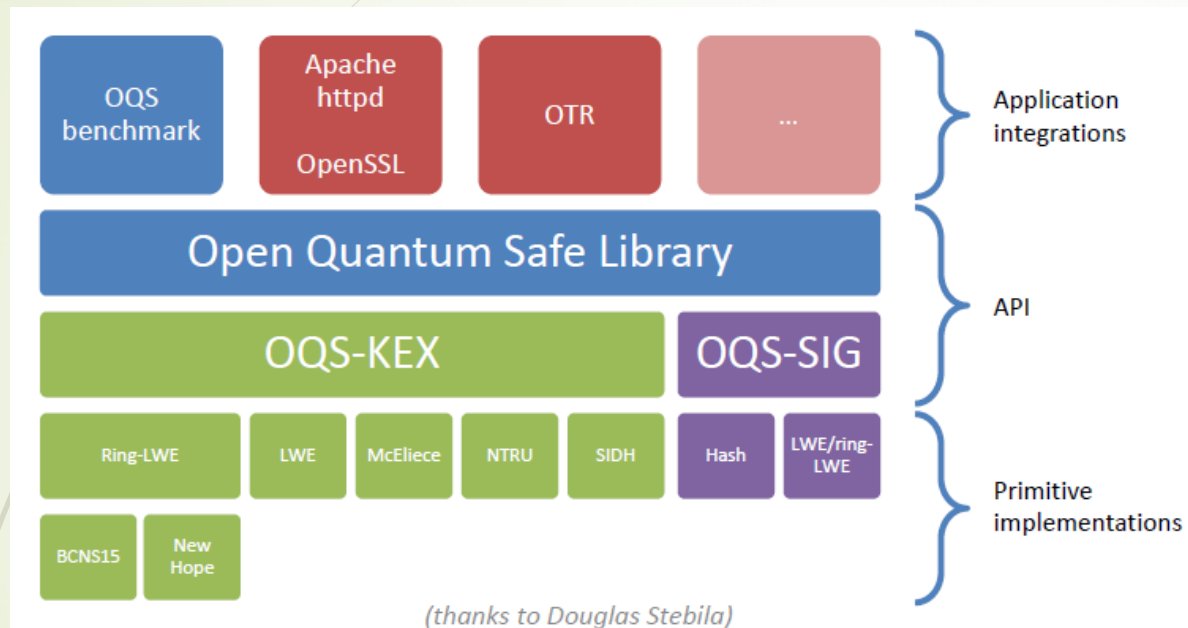 OQS
benchmark
Apache
httpd
OpenSSL
OTR
...
Application
integrations
Open Quantum Safe Library
API
OQS-KEX
OQS-SIG
Ring-LWE
LWE
McEliece
NTRU
SIDH
Hash
LWE/ring-
LWE
Primitive
implementations
BCNS15
New
Hope
(thanks to Douglas Stebila)